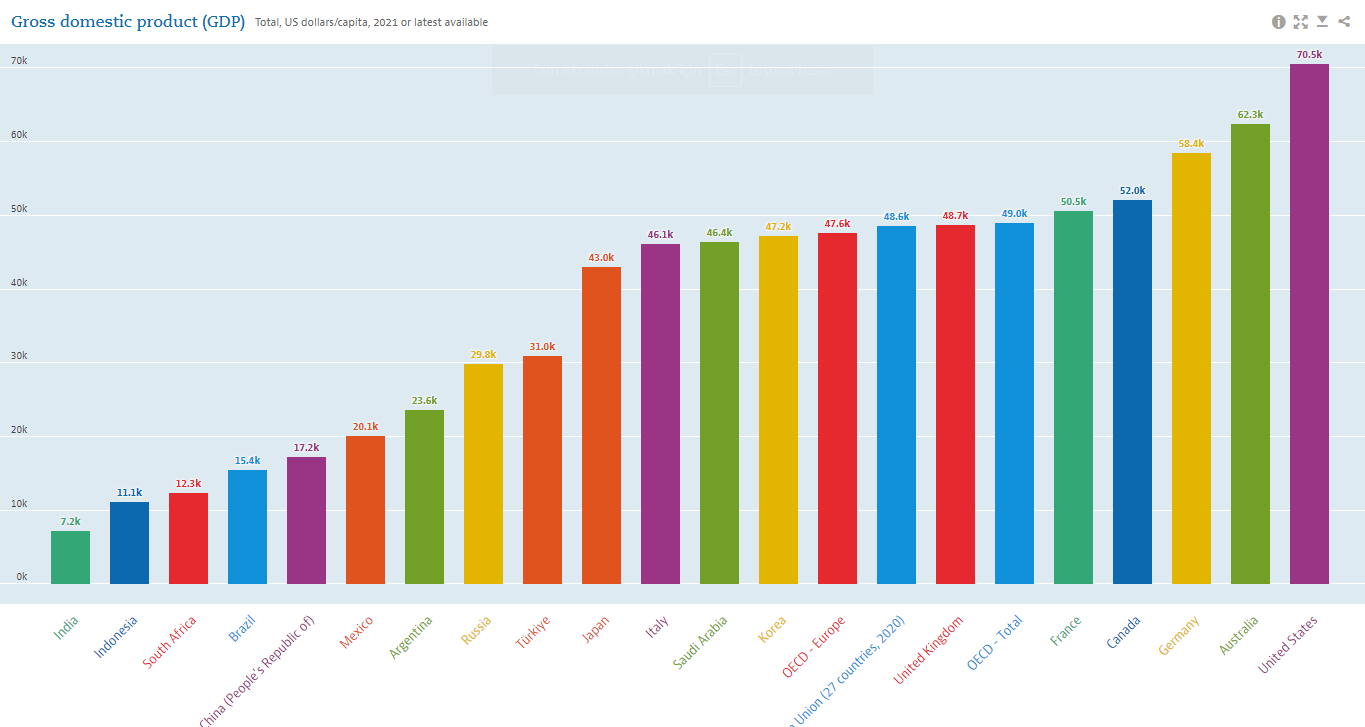 Gross domestic product (GDP) Total, US dollars/capita, 2021 or latest available
70k
60k
50k
40k
30k
20k
10k
0k
7.2k
11.1k
12.3k
15.4k
17.2k
20.1k
23.6k
29.8k
31.0k
43.0k
46.1k
46.4k
47.2k
47.6k
48.6k
48.7k
49.0k
50.5k
52.0k
58.4k
62.3k
70.5k
India
Indonesia
South Africa
Brazil
China (People's Republic of)
Mexico
Argentina
Russia
Türkiye
Japan
Italy
Saudi Arabia
Korea
OECD - Europe
Union (27 countries, 2020)
United Kingdom
OECD - Total
France
Canada
Germany
Australia
United States